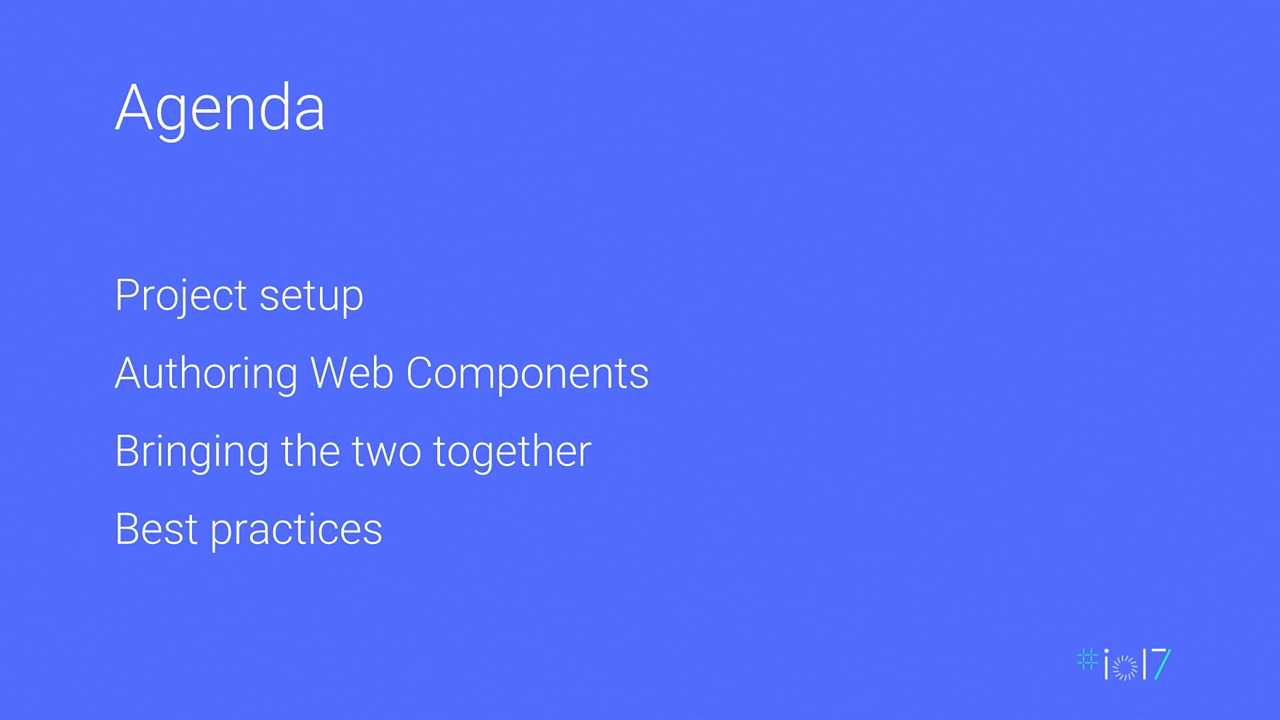 Agenda
Project setup
Authoring Web Components
Bringing the two together
Best practices
#io17